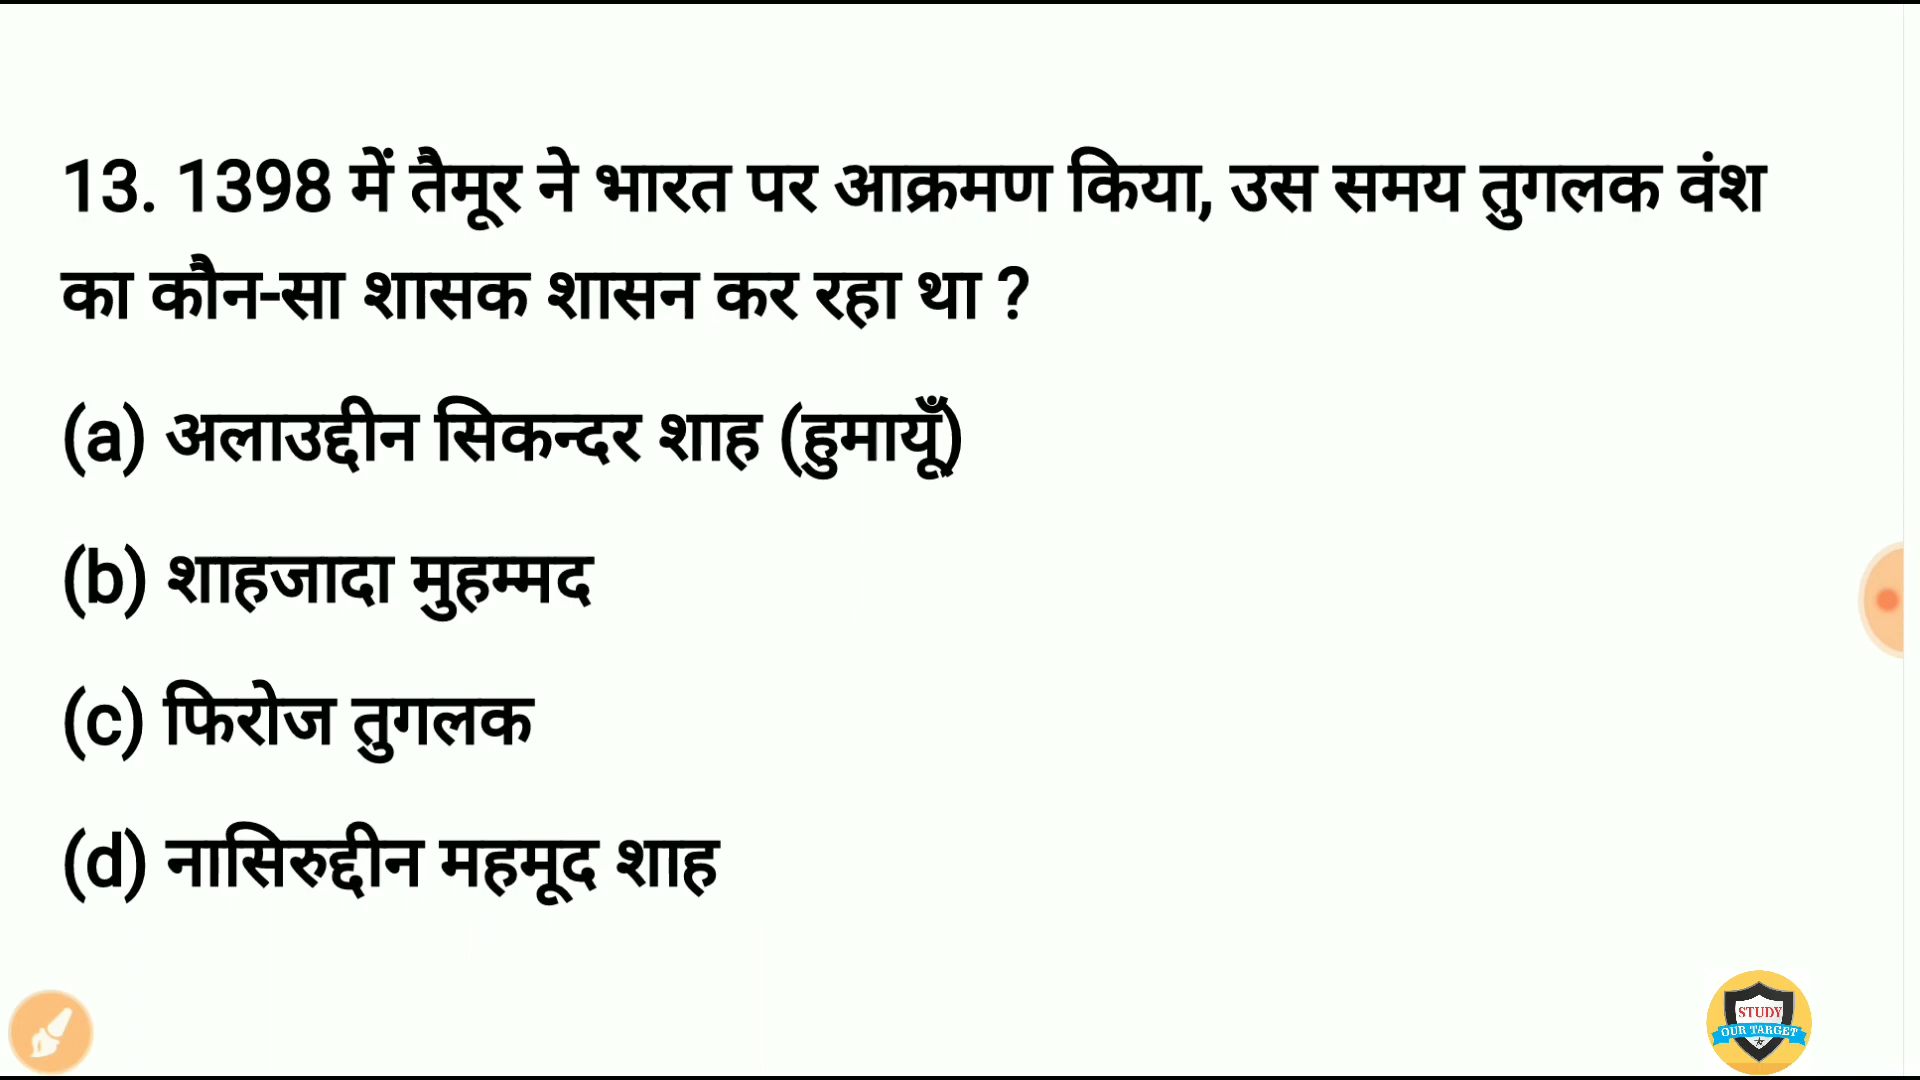 13. 1398 में तैमूर ने भारत पर आक्रमण किया, उस समय तुगलक वंश
का कौन-सा शासक शासन कर रहा था ?
(a) अलाउद्दीन सिकन्दर शाह (हुमायूँ)
(b) शाहजादा मुहम्मद
(c) फिरोज तुगलक
(d) नासिरुद्दीन महमूद शाह
STUDY
OUR TARGET